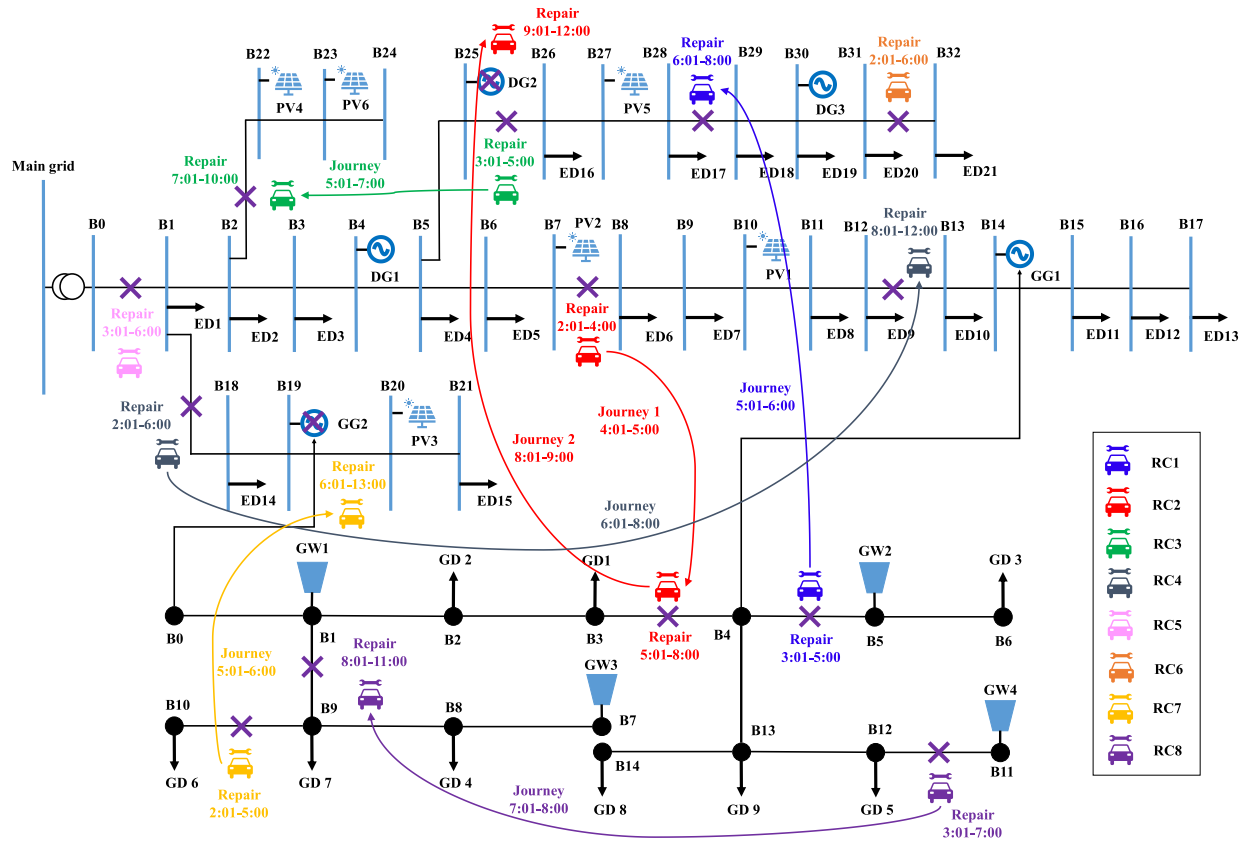 Repair
9:01-12:00
B22
B23
B24
B25
B26
B27
B28
Repair
6:01-8:00
B29
B30
B31
Repair
2:01-6:00
B32
PV4
PV6
DG2
PV5
DG3
Main grid
Repair
7:01-10:00
Journey
5:01-7:00
Repair
3:01-5:00
ED16
ED17
ED18
ED19
ED20
ED21
B0
B1
B2
B3
B4
B5
B6
B7
PV2
B8
B9
B10
B11
B12
Repair
8:01-12:00
B13
B14
B15
B16
B17
DG1
PV1
GG1
Repair
3:01-6:00
ED1
ED2
ED3
ED4
ED5
Repair
2:01-4:00
ED6
ED7
ED8
ED9
ED10
ED11
ED12
ED13
B18
B19
B20
B21
Repair
2:01-6:00
GG2
PV3
Journey 1
4:01-5:00
Journey
5:01-6:00
Journey 2
8:01-9:00
ED14
ED15
Repair
6:01-13:00
Journey
6:01-8:00
RC1
RC2
RC3
RC4
RC5
RC6
RC7
RC8
GW1
GD 2
GD1
GW2
GD 3
B0
B1
B2
B3
B4
B5
B6
Repair
5:01-8:00
Repair
3:01-5:00
Journey
5:01-6:00
Repair
8:01-11:00
GW3
GW4
B10
B9
B8
B7
B14
B13
B12
B11
GD 6
Repair
2:01-5:00
GD 7
GD 4
Journey
7:01-8:00
GD 8
GD 9
GD 5
Repair
3:01-7:00